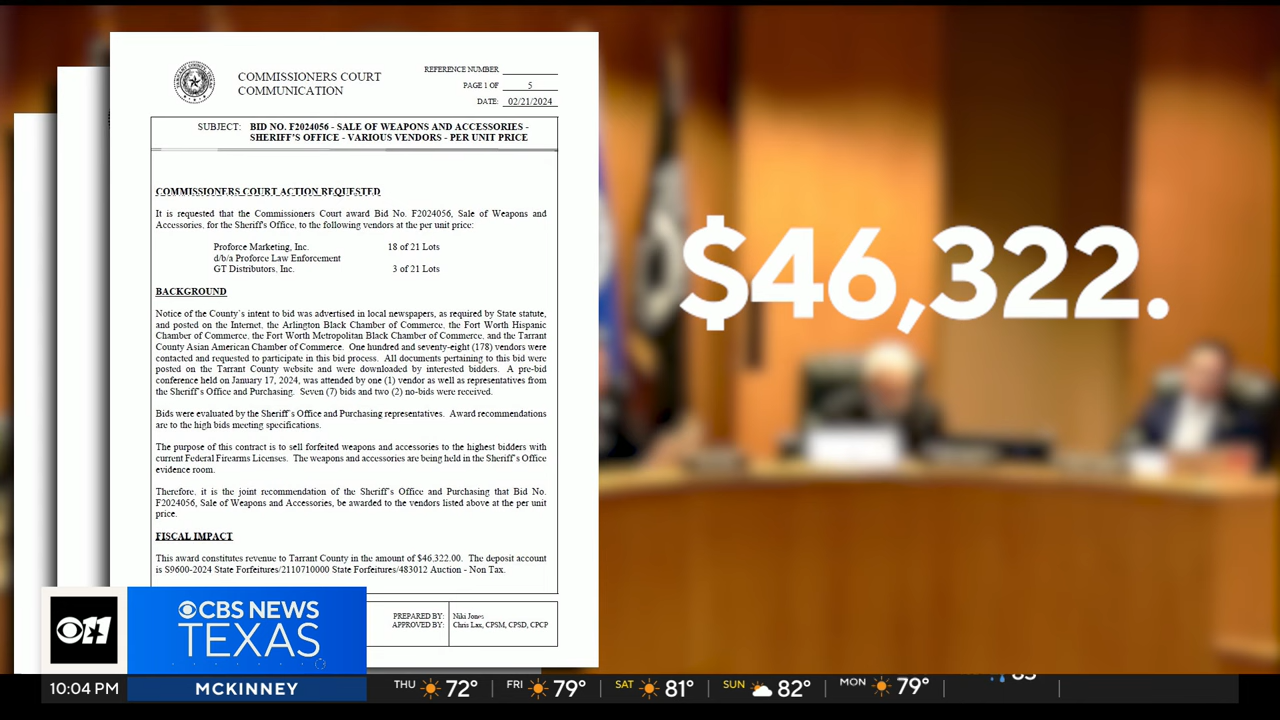 COMMISSIONERS COURT
COMMUNICATION
REFERENCE NUMBER
PAGE 1 OF 5
DATE: 02/21/2024
SUBJECT: BID NO. F2024056 - SALE OF WEAPONS AND ACCESSORIES -
SHERIFF'S OFFICE - VARIOUS VENDORS - PER UNIT PRICE
COMMISSIONERS COURT ACTION REQUESTED
It is requested that the Commissioners Court award Bid No. F2024056, Sale of Weapons and
Accessories, for the Sheriff's Office, to the following vendors at the per unit price:
Proforce Marketing, Inc. 18 of 21 Lots
d/b/a Proforce Law Enforcement
GT Distributors, Inc. 3 of 21 Lots
BACKGROUND
Notice of the County's intent to bid was advertised in local newspapers, as required by State statute,
and posted on the Internet, the Arlington Black Chamber of Commerce, the Fort Worth Hispanic
Chamber of Commerce, the Fort Worth Metropolitan Black Chamber of Commerce, and the Tarrant
County Asian American Chamber of Commerce. One hundred and seventy-eight (178) vendors were
contacted and requested to participate in this bid process. All documents pertaining to this bid were
posted on the Tarrant County website and were downloaded by interested bidders. A pre-bid
conference held on January 17, 2024, was attended by one (1) vendor as well as representatives from
the Sheriff's Office and Purchasing. Seven (7) bids and two (2) no-bids were received.
Bids were evaluated by the Sheriff's Office and Purchasing representatives. Award recommendations
are to the high bids meeting specifications.
The purpose of this contract is to sell forfeited weapons and accessories to the highest bidders with
current Federal Firearms Licenses. The weapons and accessories are being held in the Sheriff's Office
evidence room.
Therefore, it is the joint recommendation of the Sheriff's Office and Purchasing that Bid No.
F2024056, Sale of Weapons and Accessories, be awarded to the vendors listed above at the per unit
price.
FISCAL IMPACT
This award constitutes revenue to Tarrant County in the amount of $46,322.00. The deposit account
is S9600-2024 State Forfeitures/2110710000 State Forfeitures/483012 Auction - Non Tax.
PREPARED BY: Niki Jones
APPROVED BY: Chris Lax, CPSM, CPSD, CPCP
$46,322.
11
CBS NEWS
TEXAS
10:04 PM
MCKINNEY
THU 72°
FRI 79°
SAT 81°
SUN 82°
MON 79°